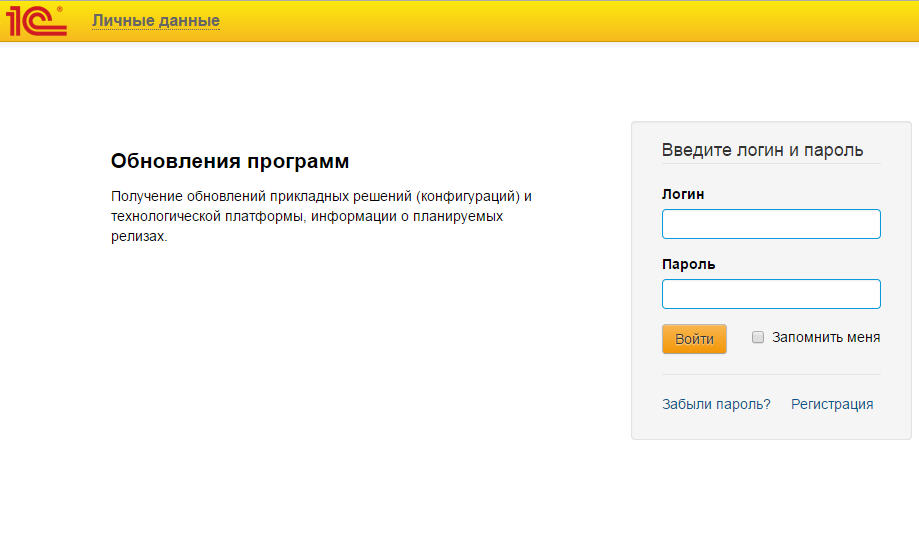 1С®
Личные данные
Обновления программ
Получение обновлений прикладных решений (конфигураций) и
технологической платформы, информации о планируемых
релизах.
Введите логин и пароль
Логин
Пароль
Войти
Запомнить меня
Забыли пароль?
Регистрация